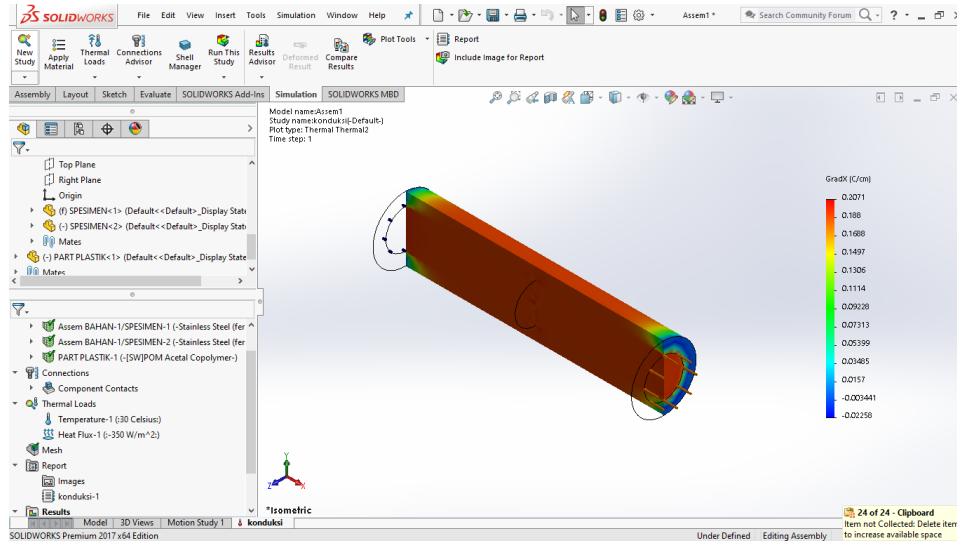 SOLIDWORKS
File Edit View Insert Tools Simulation Window Help
Assem1 *
Search Community Forum
New Study
Apply Material
Thermal Loads
Connections Advisor
Shell Manager
Run This Study
Results Advisor
Deformed Result
Compare Results
Plot Tools
Report
Include Image for Report
Assembly Layout Sketch Evaluate SOLIDWORKS Add-Ins Simulation SOLIDWORKS MBD
Model name:Assem1
Study name:konduksi(-Default-)
Plot type: Thermal Thermal2
Time step: 1
Top Plane
Right Plane
Origin
(f) SPESIMEN<1> (Default<<Default>_Display State
(-) SPESIMEN<2> (Default<<Default>_Display State
Mates
(-) PART PLASTIK<1> (Default<<Default>_Display State
Mates
Assem BAHAN-1/SPESIMEN-1 (-Stainless Steel (fer
Assem BAHAN-1/SPESIMEN-2 (-Stainless Steel (fer
PART PLASTIK-1 (-[SW]POM Acetal Copolymer-)
Connections
Component Contacts
Thermal Loads
Temperature-1 (:30 Celsius:)
Heat Flux-1 (:-350 W/m^2:)
Mesh
Report
Images
konduksi-1
Results
GradX (C/cm)
0.2071
0.188
0.1688
0.1497
0.1306
0.1114
0.09228
0.07313
0.05399
0.03485
0.0157
-0.003441
-0.02258
Y
Z
X
*Isometric
Model 3D Views Motion Study 1 konduksi
SOLIDWORKS Premium 2017 x64 Edition
Under Defined Editing Assembly
24 of 24 - Clipboard
Item not Collected: Delete item
to increase available space